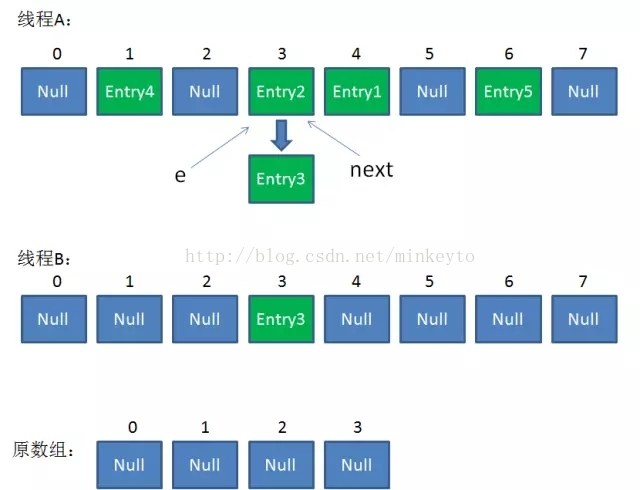 线程A:
0 1 2 3 4 5 6 7
Null Entry4 Null Entry2 Entry1 Null Entry5 Null
e Entry3 next
http://blog.csdn.net/minkeyto
线程B:
0 1 2 3 4 5 6 7
Null Null Null Entry3 Null Null Null Null
0 1 2 3
原数组: Null Null Null Null